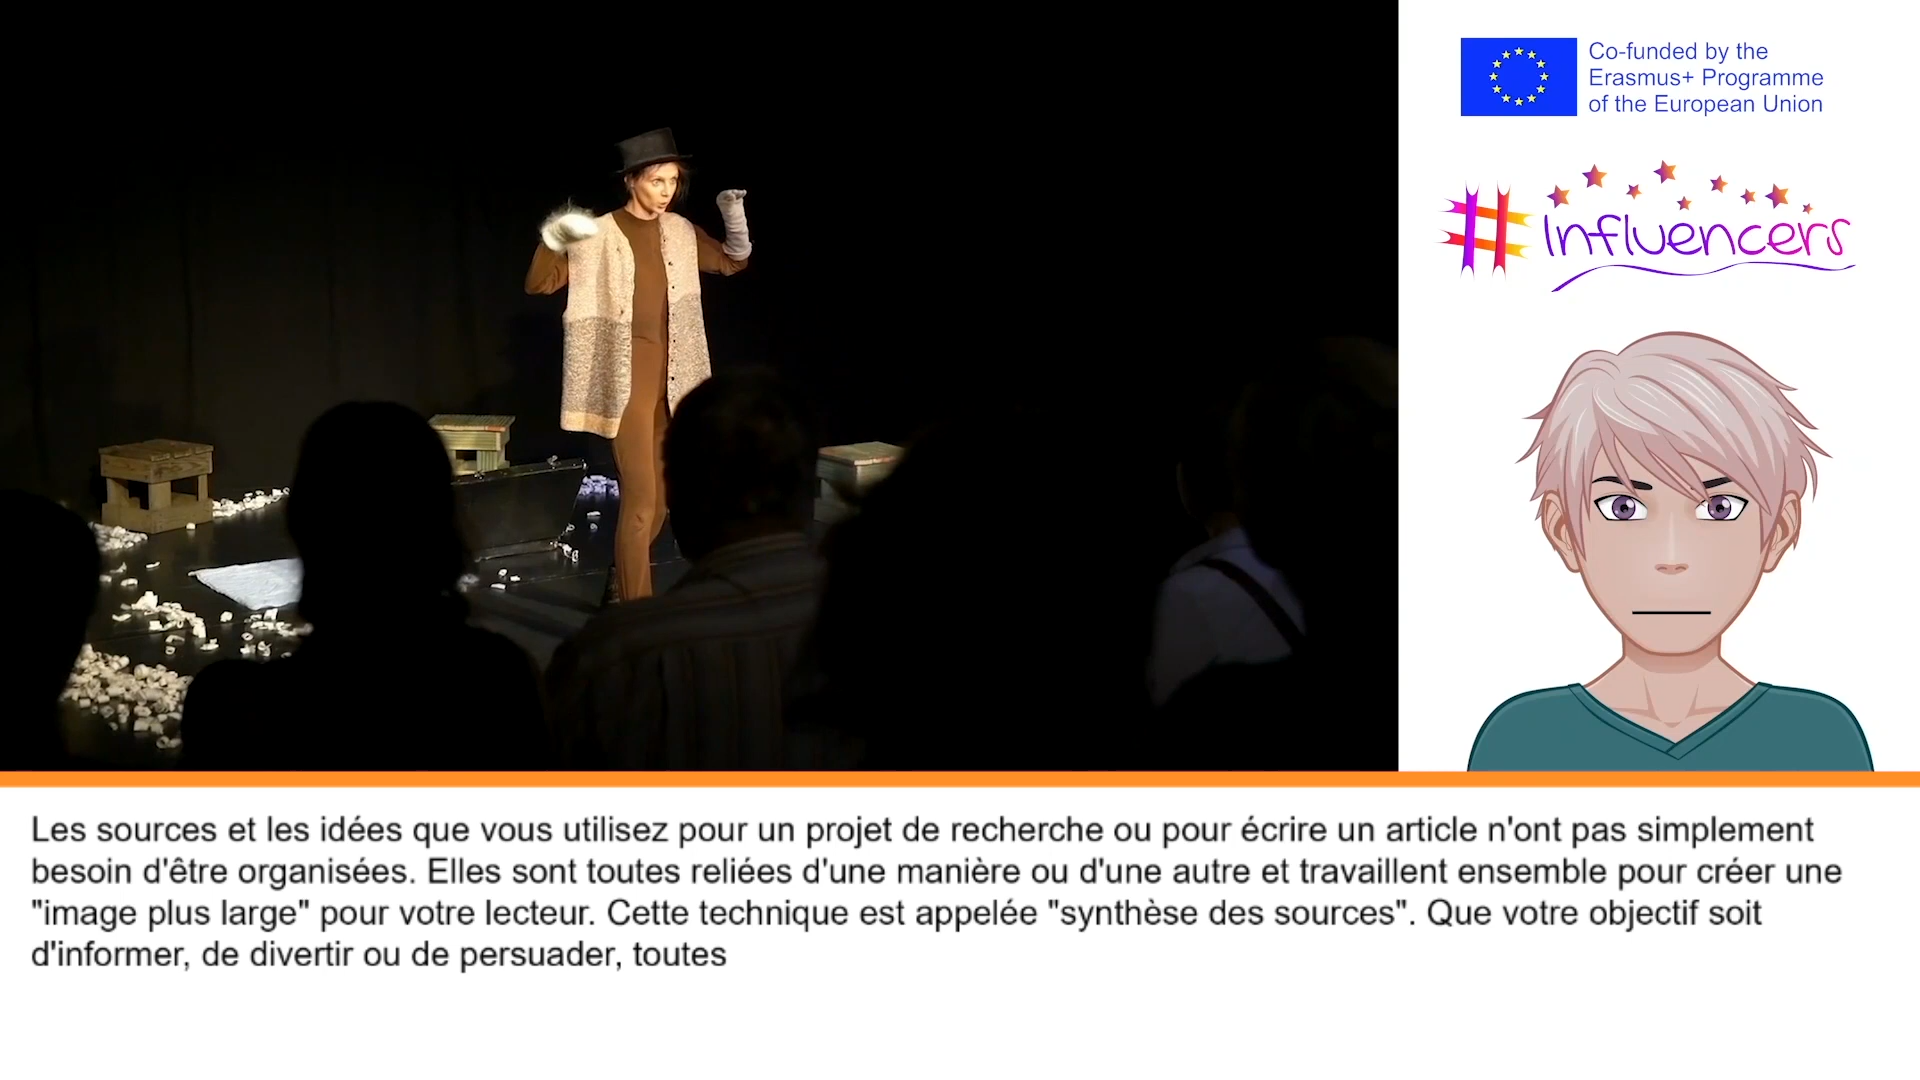 Co-funded by the
Erasmus+ Programme
of the European Union
#Influencers
Les sources et les idées que vous utilisez pour un projet de recherche ou pour écrire un article n'ont pas simplement
besoin d'être organisées. Elles sont toutes reliées d'une manière ou d'une autre et travaillent ensemble pour créer une
"image plus large" pour votre lecteur. Cette technique est appelée "synthèse des sources". Que votre objectif soit
d'informer, de divertir ou de persuader, toutes